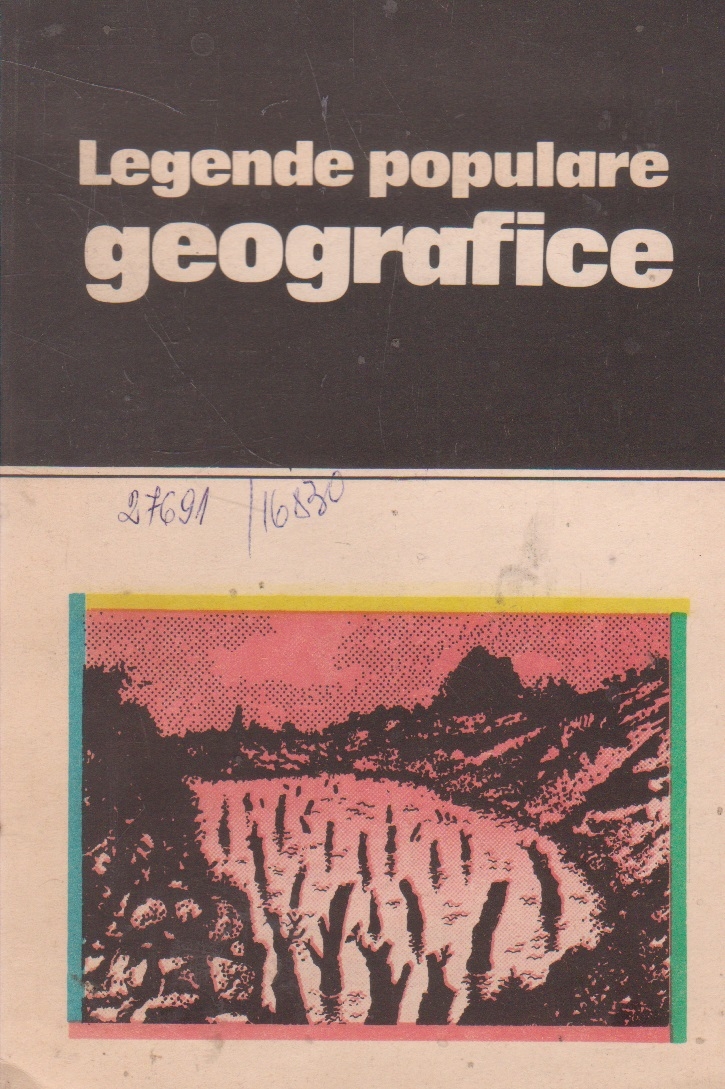 Legende populare
geografice
27691 / 16830